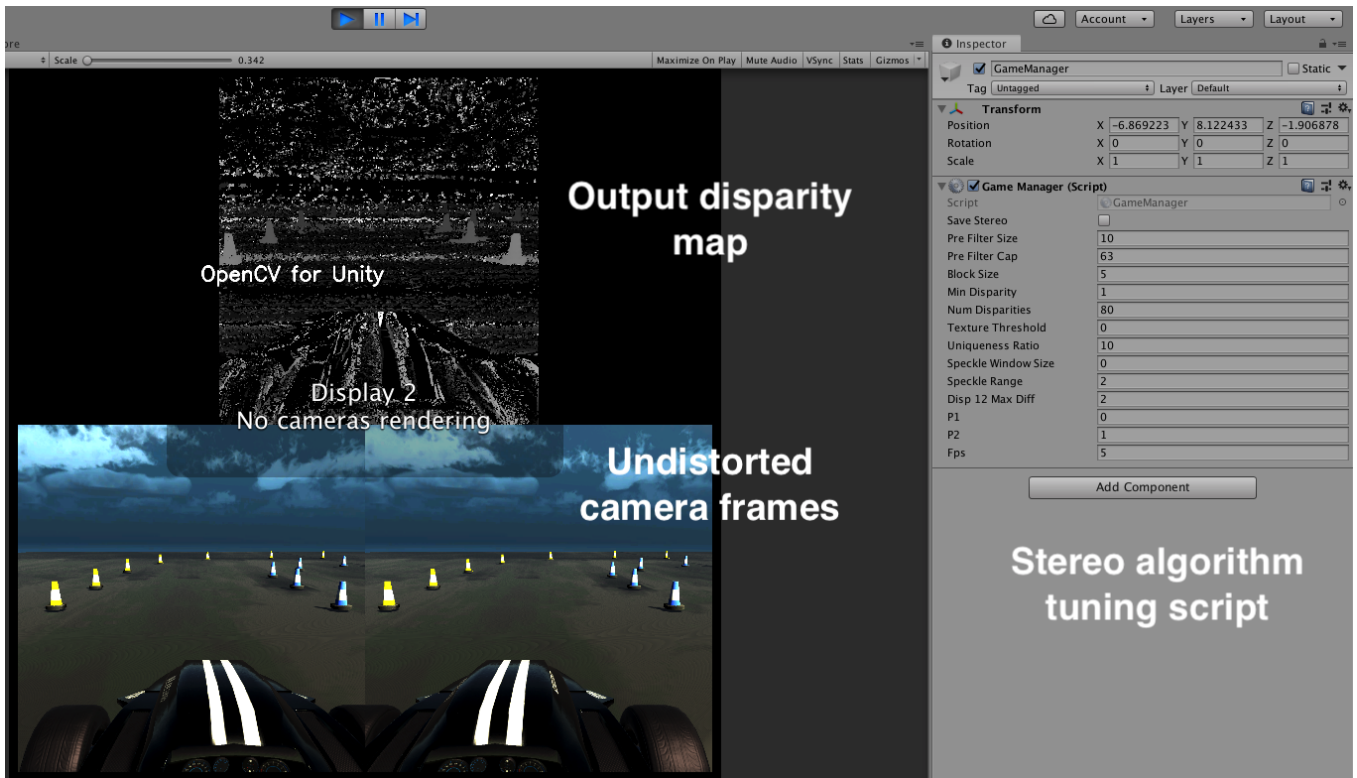 Account
Layers
Layout
ore
Scale 0.342
Maximize On Play Mute Audio VSync Stats Gizmos
Inspector
GameManager Static
Tag Untagged Layer Default
Transform
Position X -6.869223 Y 8.122433 Z -1.906878
Rotation X 0 Y 0 Z 0
Scale X 1 Y 1 Z 1
Game Manager (Script)
Script GameManager
Save Stereo
Pre Filter Size 10
Pre Filter Cap 63
Block Size 5
Min Disparity 1
Num Disparities 80
Texture Threshold 0
Uniqueness Ratio 10
Speckle Window Size 0
Speckle Range 2
Disp 12 Max Diff 2
P1 0
P2 1
Fps 5
Add Component
Output disparity
map
OpenCV for Unity
Display 2
No cameras rendering
Undistorted
camera frames
Stereo algorithm
tuning script